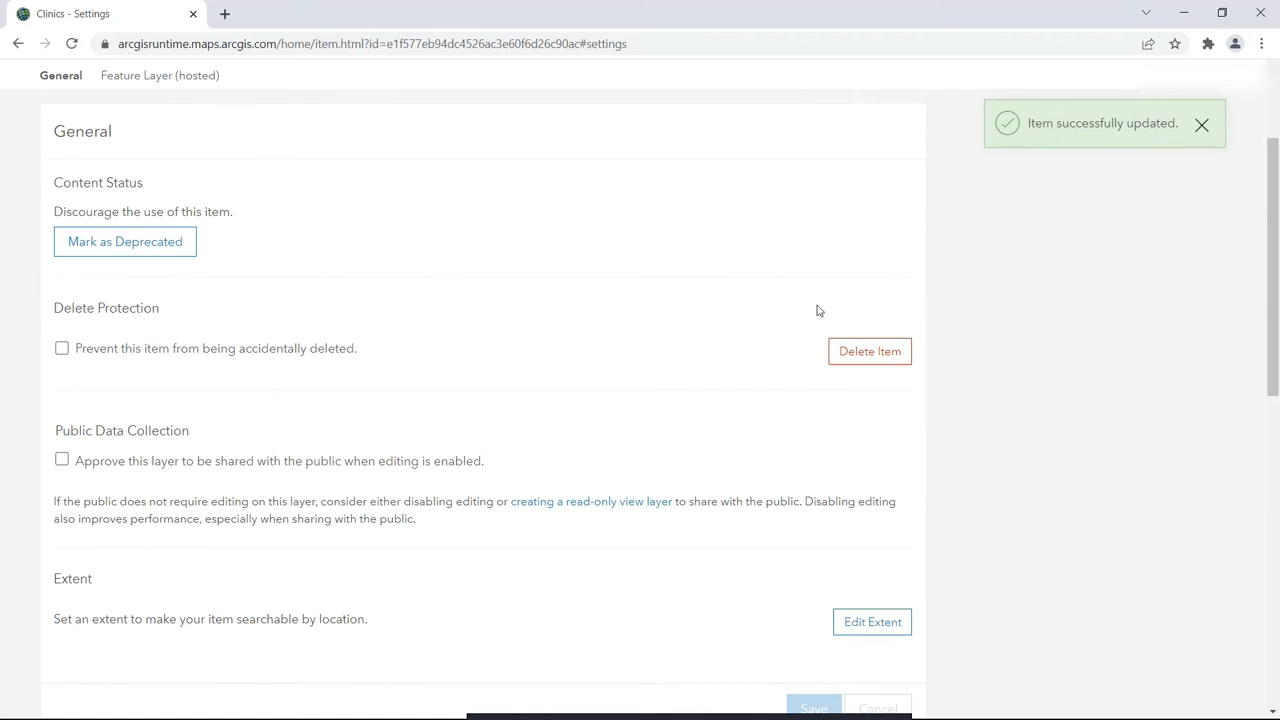 Clinics - Settings
arcgisruntime.maps.arcgis.com/home/item.html?id=e1f577eb94dc4526ac3e60f6d26c90ac#settings
General Feature Layer (hosted)
General
Item successfully updated.
Content Status
Discourage the use of this item.
Mark as Deprecated
Delete Protection
Prevent this item from being accidentally deleted.
Delete Item
Public Data Collection
Approve this layer to be shared with the public when editing is enabled.
If the public does not require editing on this layer, consider either disabling editing or creating a read-only view layer to share with the public. Disabling editing
also improves performance, especially when sharing with the public.
Extent
Set an extent to make your item searchable by location.
Edit Extent
Save Cancel